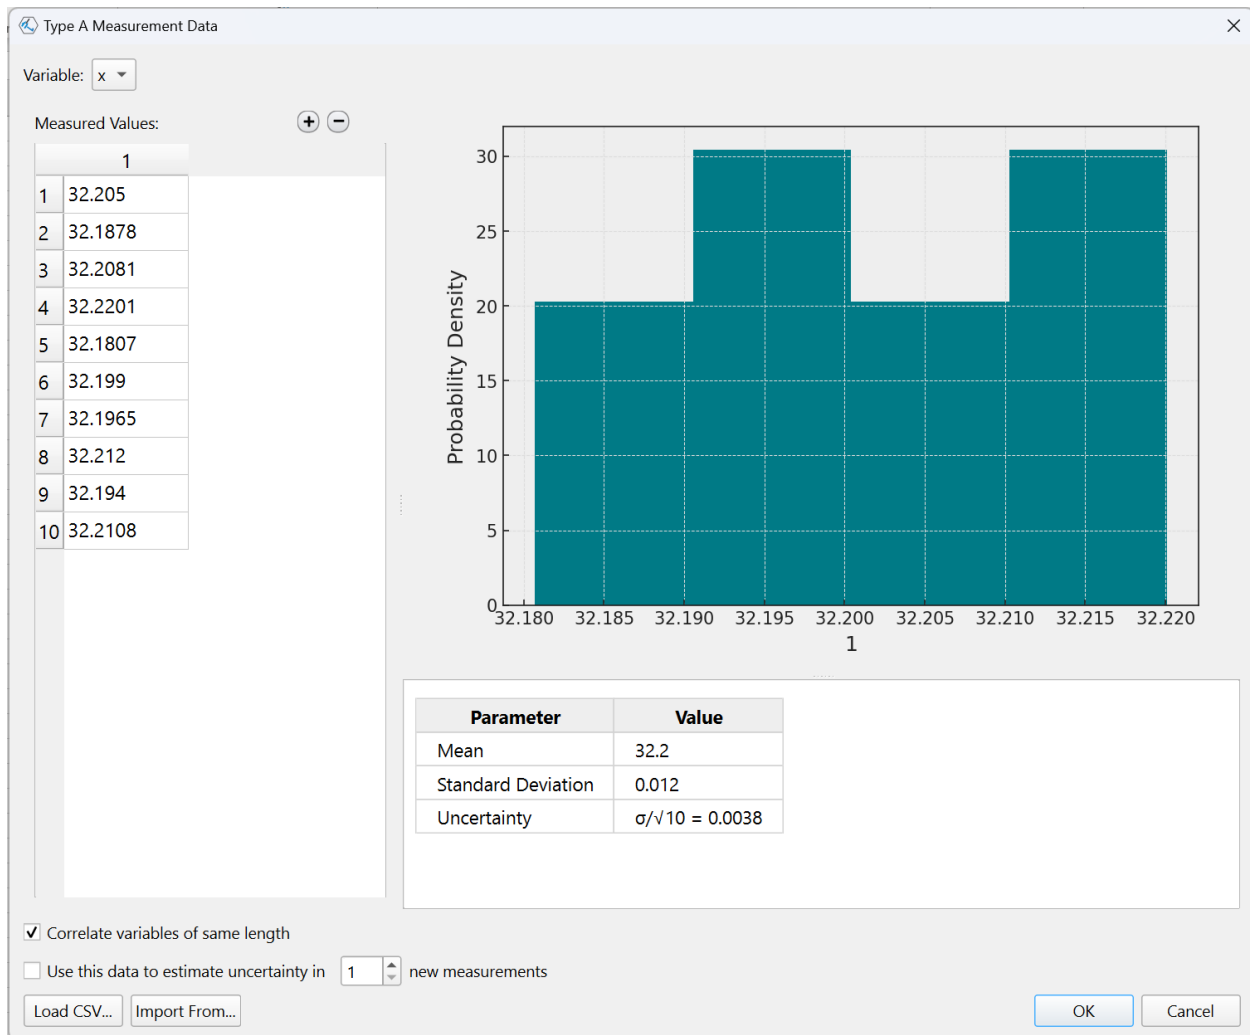 Type A Measurement Data
Variable: x
Measured Values:
1
1 32.205
2 32.1878
3 32.2081
4 32.2201
5 32.1807
6 32.199
7 32.1965
8 32.212
9 32.194
10 32.2108
Probability Density
30
25
20
15
10
5
0
32.180 32.185 32.190 32.195 32.200 32.205 32.210 32.215 32.220
1
Parameter Value
Mean 32.2
Standard Deviation 0.012
Uncertainty σ/√10 = 0.0038
Correlate variables of same length
Use this data to estimate uncertainty in 1 new measurements
Load CSV... Import From... OK Cancel